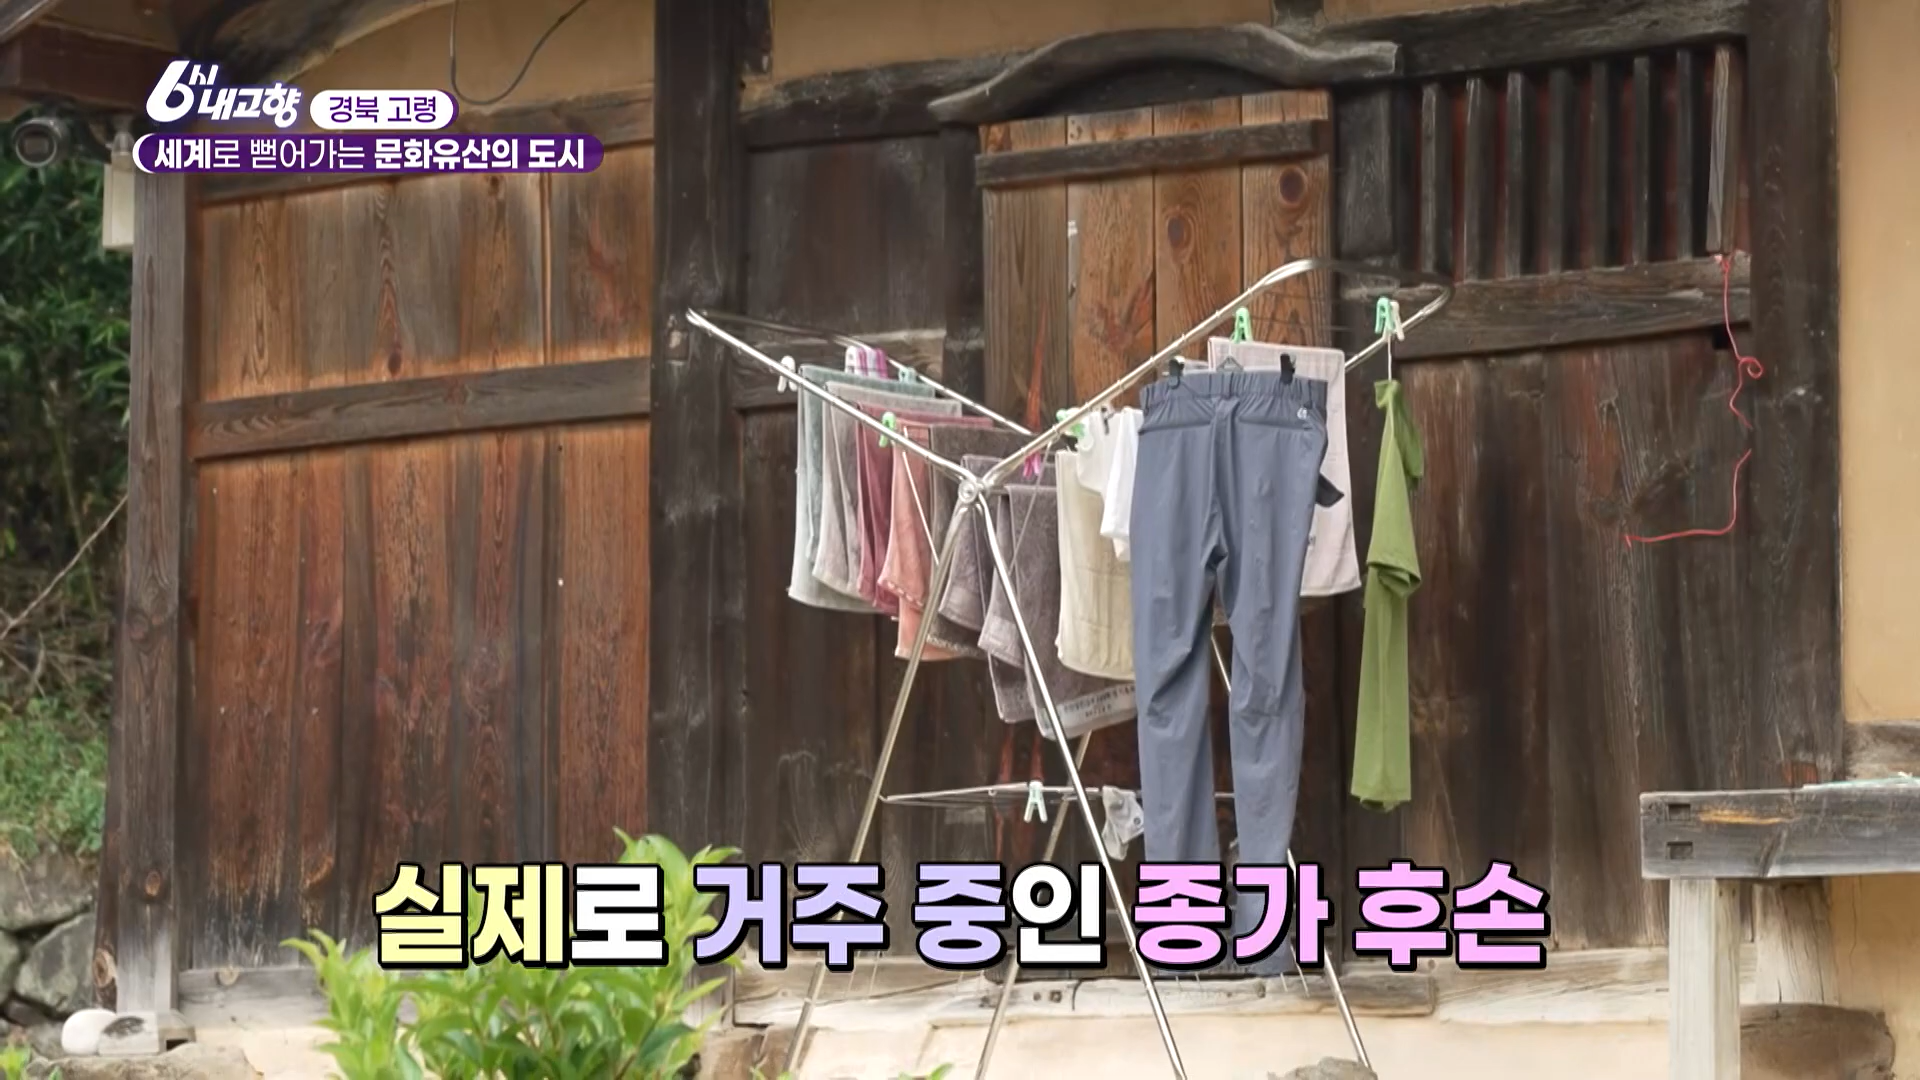 6시 내고향 경북 고령
세계로 뻗어가는 문화유산의 도시
실제로 거주 중인 종가 후손